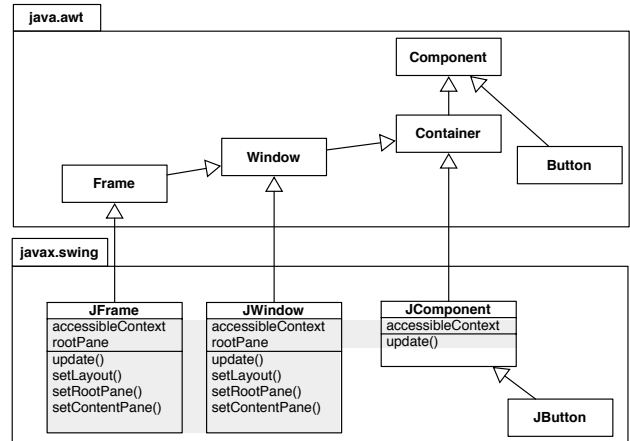 java.awt
Component
Container
Window
Button
Frame
javax.swing
JFrame
accessibleContext
rootPane
update()
setLayout()
setRootPane()
setContentPane()
JWindow
accessibleContext
rootPane
update()
setLayout()
setRootPane()
setContentPane()
JComponent
accessibleContext
update()
JButton